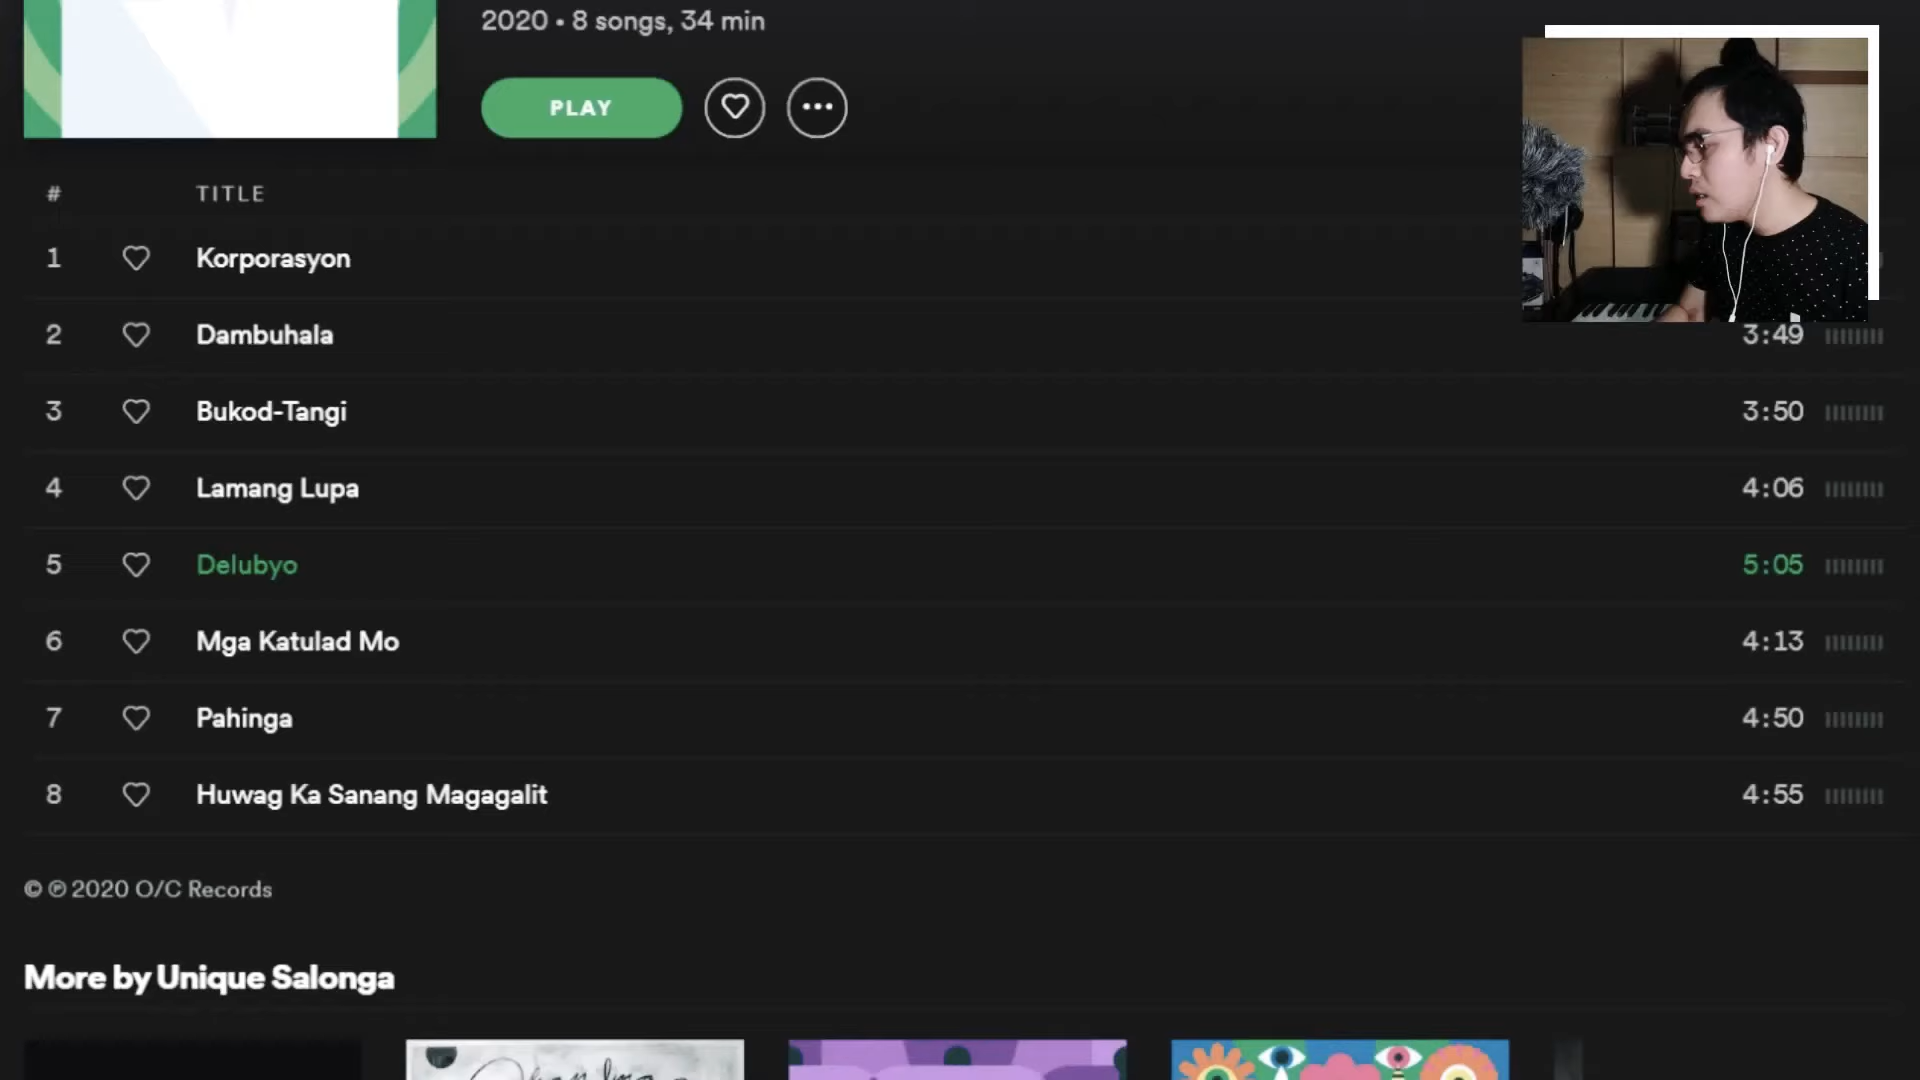 2020 • 8 songs, 34 min
PLAY
# TITLE
1 Korporasyon
2 Dambuhala 3:49
3 Bukod-Tangi 3:50
4 Lamang Lupa 4:06
5 Delubyo 5:05
6 Mga Katulad Mo 4:13
7 Pahinga 4:50
8 Huwag Ka Sanang Magagalit 4:55
© ℗ 2020 O/C Records
More by Unique Salonga